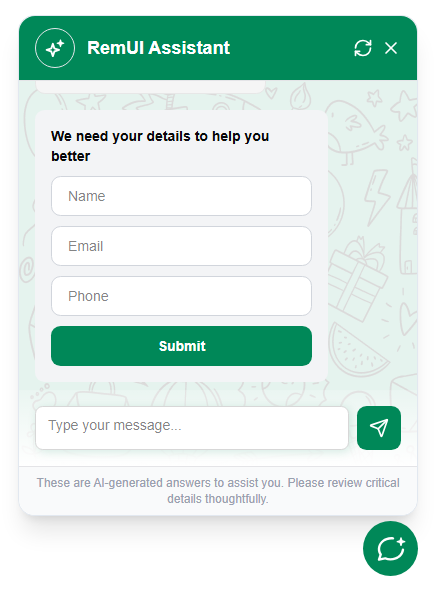 RemUI Assistant
We need your details to help you
better
Name
Email
Phone
Submit
Type your message...
These are AI-generated answers to assist you. Please review critical
details thoughtfully.